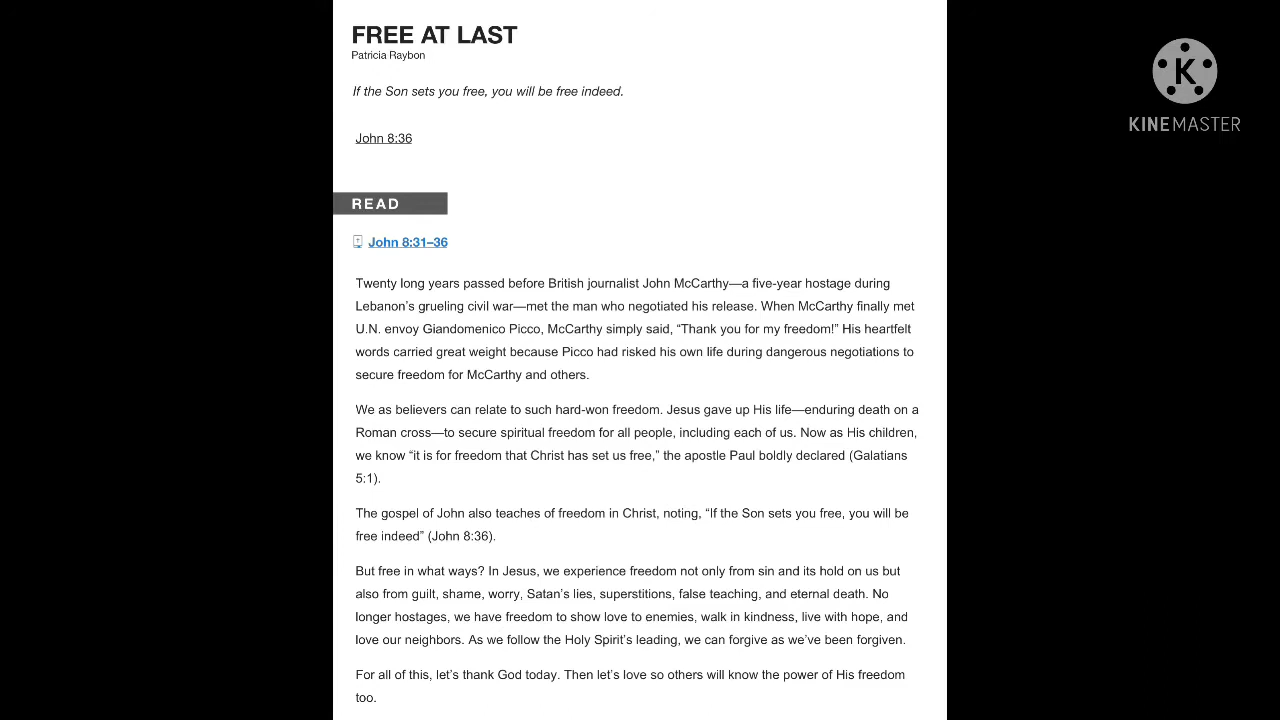 FREE AT LAST
Patricia Raybon
If the Son sets you free, you will be free indeed.
John 8:36
READ
John 8:31–36
Twenty long years passed before British journalist John McCarthy—a five-year hostage during
Lebanon’s grueling civil war—met the man who negotiated his release. When McCarthy finally met
U.N. envoy Giandomenico Picco, McCarthy simply said, “Thank you for my freedom!” His heartfelt
words carried great weight because Picco had risked his own life during dangerous negotiations to
secure freedom for McCarthy and others.
We as believers can relate to such hard-won freedom. Jesus gave up His life—enduring death on a
Roman cross—to secure spiritual freedom for all people, including each of us. Now as His children,
we know “it is for freedom that Christ has set us free,” the apostle Paul boldly declared (Galatians
5:1).
The gospel of John also teaches of freedom in Christ, noting, “If the Son sets you free, you will be
free indeed” (John 8:36).
But free in what ways? In Jesus, we experience freedom not only from sin and its hold on us but
also from guilt, shame, worry, Satan’s lies, superstitions, false teaching, and eternal death. No
longer hostages, we have freedom to show love to enemies, walk in kindness, live with hope, and
love our neighbors. As we follow the Holy Spirit’s leading, we can forgive as we’ve been forgiven.
For all of this, let’s thank God today. Then let’s love so others will know the power of His freedom
too.
K
KINEMASTER